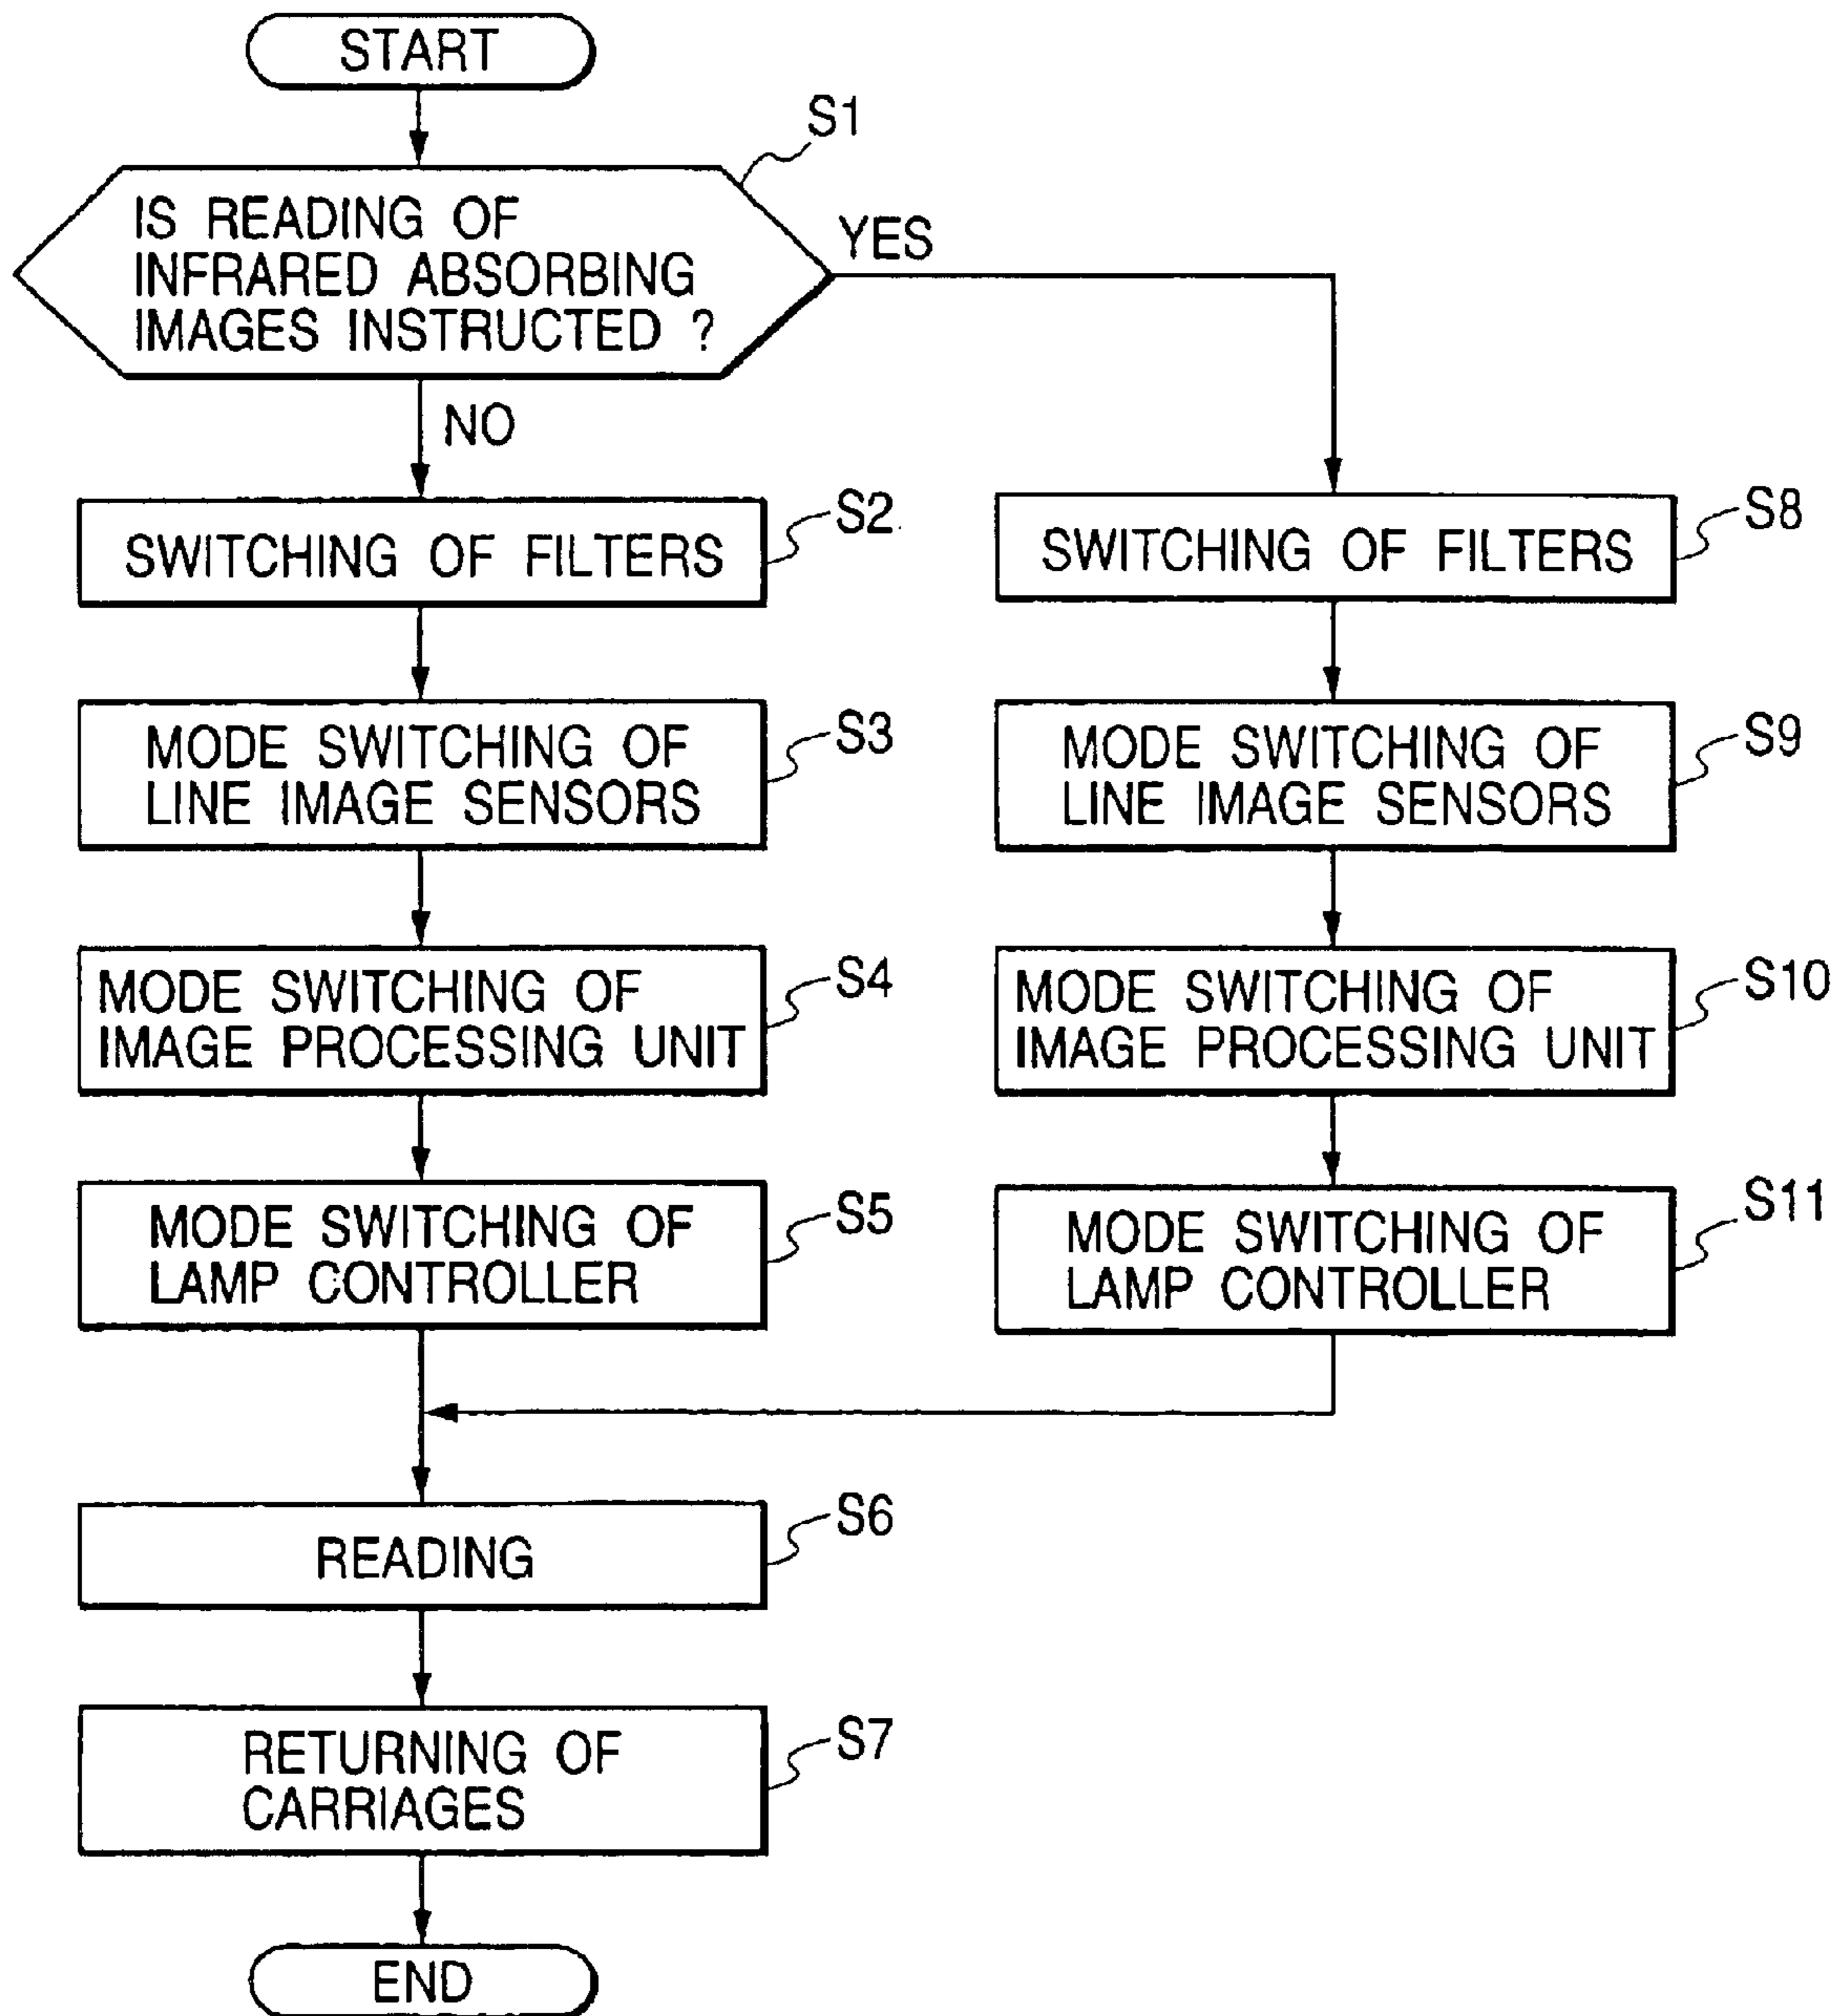 START
S1
IS READING OF
INFRARED ABSORBING
IMAGES INSTRUCTED ?
YES
NO
SWITCHING OF FILTERS
S2
MODE SWITCHING OF
LINE IMAGE SENSORS
S3
MODE SWITCHING OF
IMAGE PROCESSING UNIT
S4
MODE SWITCHING OF
LAMP CONTROLLER
S5
SWITCHING OF FILTERS
S8
MODE SWITCHING OF
LINE IMAGE SENSORS
S9
MODE SWITCHING OF
IMAGE PROCESSING UNIT
S10
MODE SWITCHING OF
LAMP CONTROLLER
S11
READING
S6
RETURNING OF
CARRIAGES
S7
END